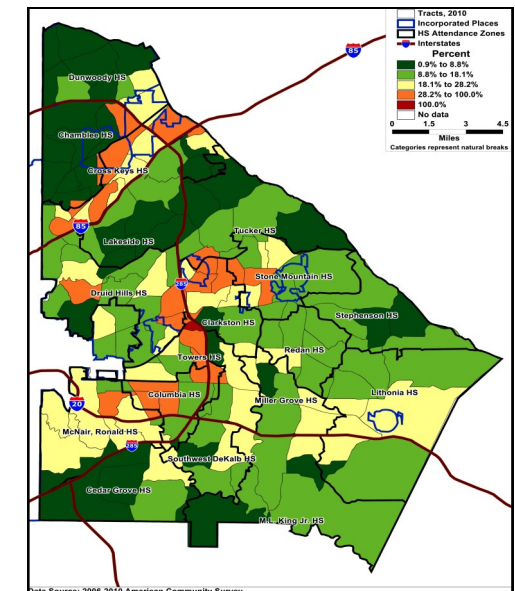 Tracts, 2010
Incorporated Places
HS Attendance Zones
Interstates
Percent
0.9% to 8.8%
8.8% to 18.1%
18.1% to 28.2%
28.2% to 100.0%
100.0%
No data
0 1.5 3 4.5
Miles
Categories represent natural breaks
85
Dunwoody HS
Chamblee HS
Cross Keys HS
85
Lakeside HS
Tucker HS
Stone Mountain HS
285
Druid Hills HS
Clarkston HS
Stephenson HS
Towers HS
Redan HS
Columbia HS
Miller Grove HS
Lithonia HS
20
McNair, Ronald HS
285
Southwest DeKalb HS
Cedar Grove HS
M.L. King Jr. HS
Data Source: 2006-2010 American Community Survey